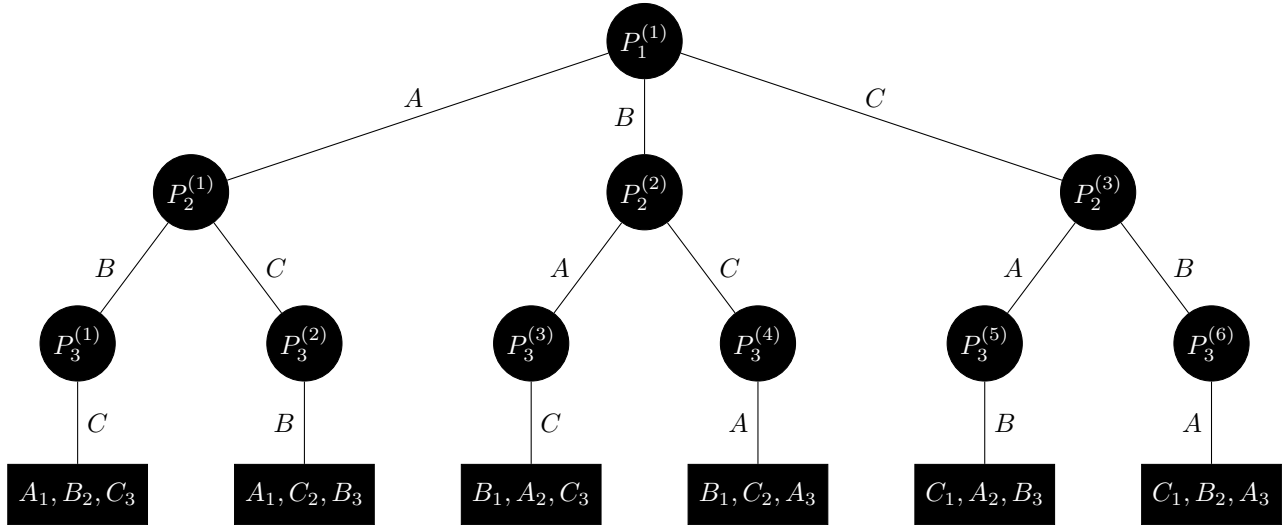 P_1^{(1)}
A
B
C
P_2^{(1)}
P_2^{(2)}
P_2^{(3)}
B
C
A
C
A
B
P_3^{(1)}
P_3^{(2)}
P_3^{(3)}
P_3^{(4)}
P_3^{(5)}
P_3^{(6)}
C
B
C
A
B
A
A_1, B_2, C_3
A_1, C_2, B_3
B_1, A_2, C_3
B_1, C_2, A_3
C_1, A_2, B_3
C_1, B_2, A_3